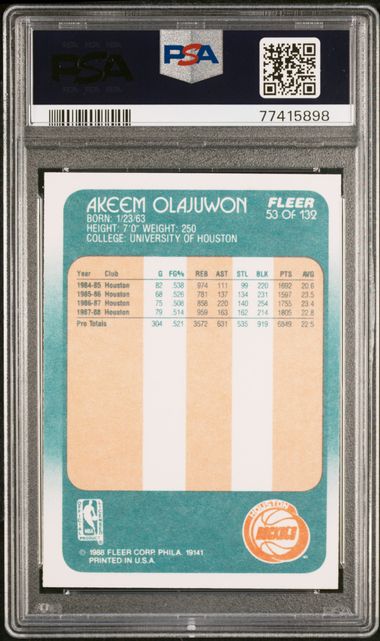 PSA
PSA
77415898
AKEEM OLAJUWON
FLEER
BORN: 1/23/63
53 OF 132
HEIGHT: 7'0" WEIGHT: 250
COLLEGE: UNIVERSITY OF HOUSTON
Year Club G FG% REB AST STL BLK PTS AVG
1984-85 Houston 82 .538 974 111 99 220 1692 20.6
1985-86 Houston 68 .526 781 137 134 231 1597 23.5
1986-87 Houston 75 .508 858 220 140 254 1755 23.4
1987-88 Houston 79 .514 959 163 162 214 1805 22.8
Pro Totals 304 .521 3572 631 535 919 6849 22.5
HOUSTON
ROCKETS
NBA
© 1988 FLEER CORP. PHILA. 19141
PRINTED IN U.S.A.